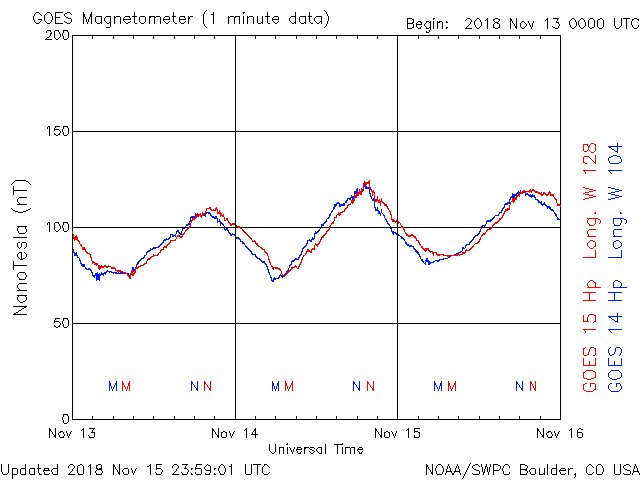 GOES Magnetometer (1 minute data)
Begin: 2018 Nov 13 0000 UTC
200
150
100
50
0
NanoTesla (nT)
M M N N M M N N M M N N
Nov 13 Nov 14 Nov 15 Nov 16
Universal Time
GOES 15 Hp Long. W 128
GOES 14 Hp Long. W 104
Updated 2018 Nov 15 23:59:01 UTC
NOAA/SWPC Boulder, CO USA